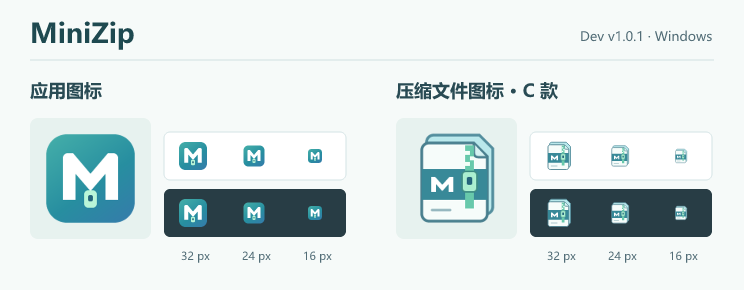 MiniZip
Dev v1.0.1 · Windows
应用图标
M
M M M
M M M
32 px 24 px 16 px
压缩文件图标 · C 款
M
M M M
M M M
32 px 24 px 16 px